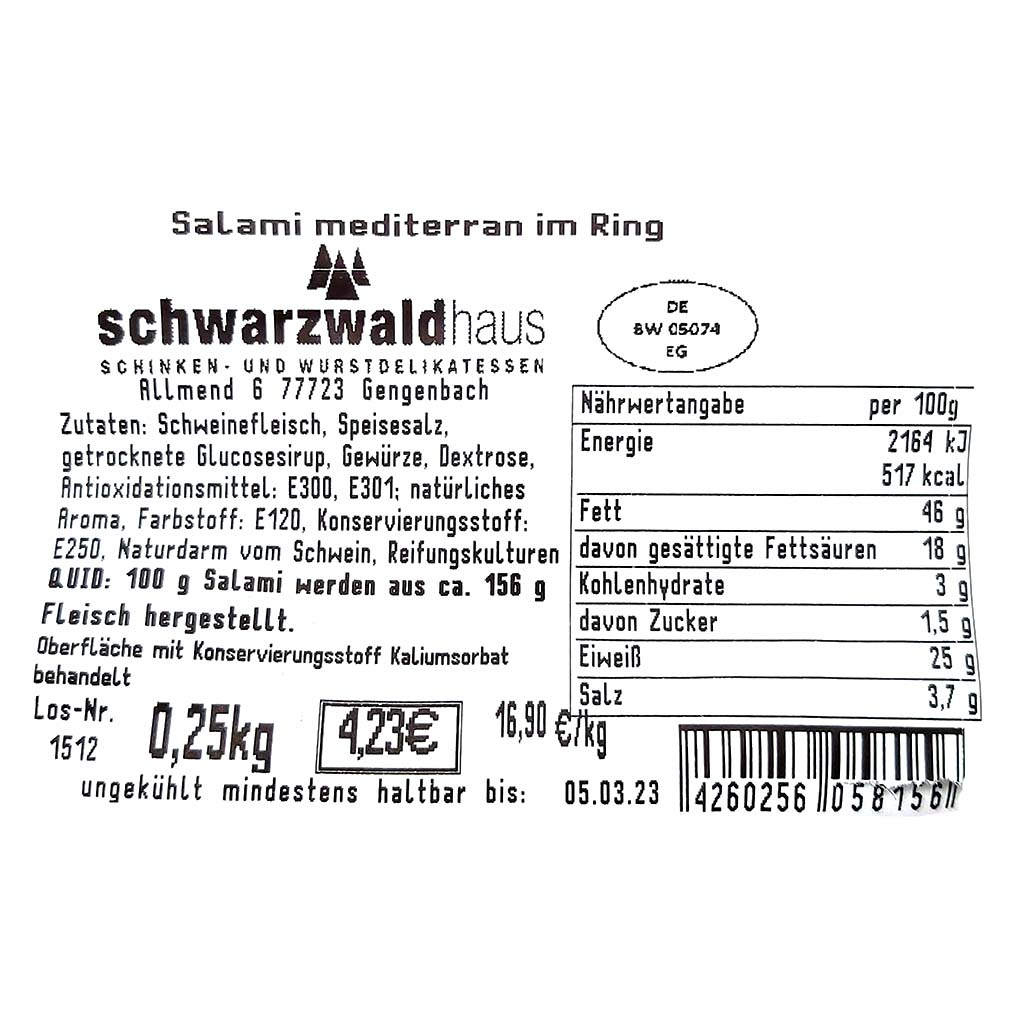 Salami mediterran im Ring
schwarzwaldhaus
SCHINKEN- UND WURSTDELIKATESSEN
Allmend 6 77723 Gengenbach
DE
BW 05074
EG
Zutaten: Schweinefleisch, Speisesalz,
getrocknete Glucosesirup, Gewürze, Dextrose,
Antioxidationsmittel: E300, E301; natürliches
Aroma, Farbstoff: E120, Konservierungsstoff:
E250, Naturdarm vom Schwein, Reifungskulturen
QUID: 100 g Salami werden aus ca. 156 g
Fleisch hergestellt.
Oberfläche mit Konservierungsstoff Kaliumsorbat
behandelt
Nährwertangabe per 100g
Energie 2164 kJ
517 kcal
Fett 46 g
davon gesättigte Fettsäuren 18 g
Kohlenhydrate 3 g
davon Zucker 1,5 g
Eiweiß 25 g
Salz 3,7 g
Los-Nr.
1512
0,25kg
4,23€
16,90 €/kg
ungekühlt mindestens haltbar bis: 05.03.23
4260256 058156